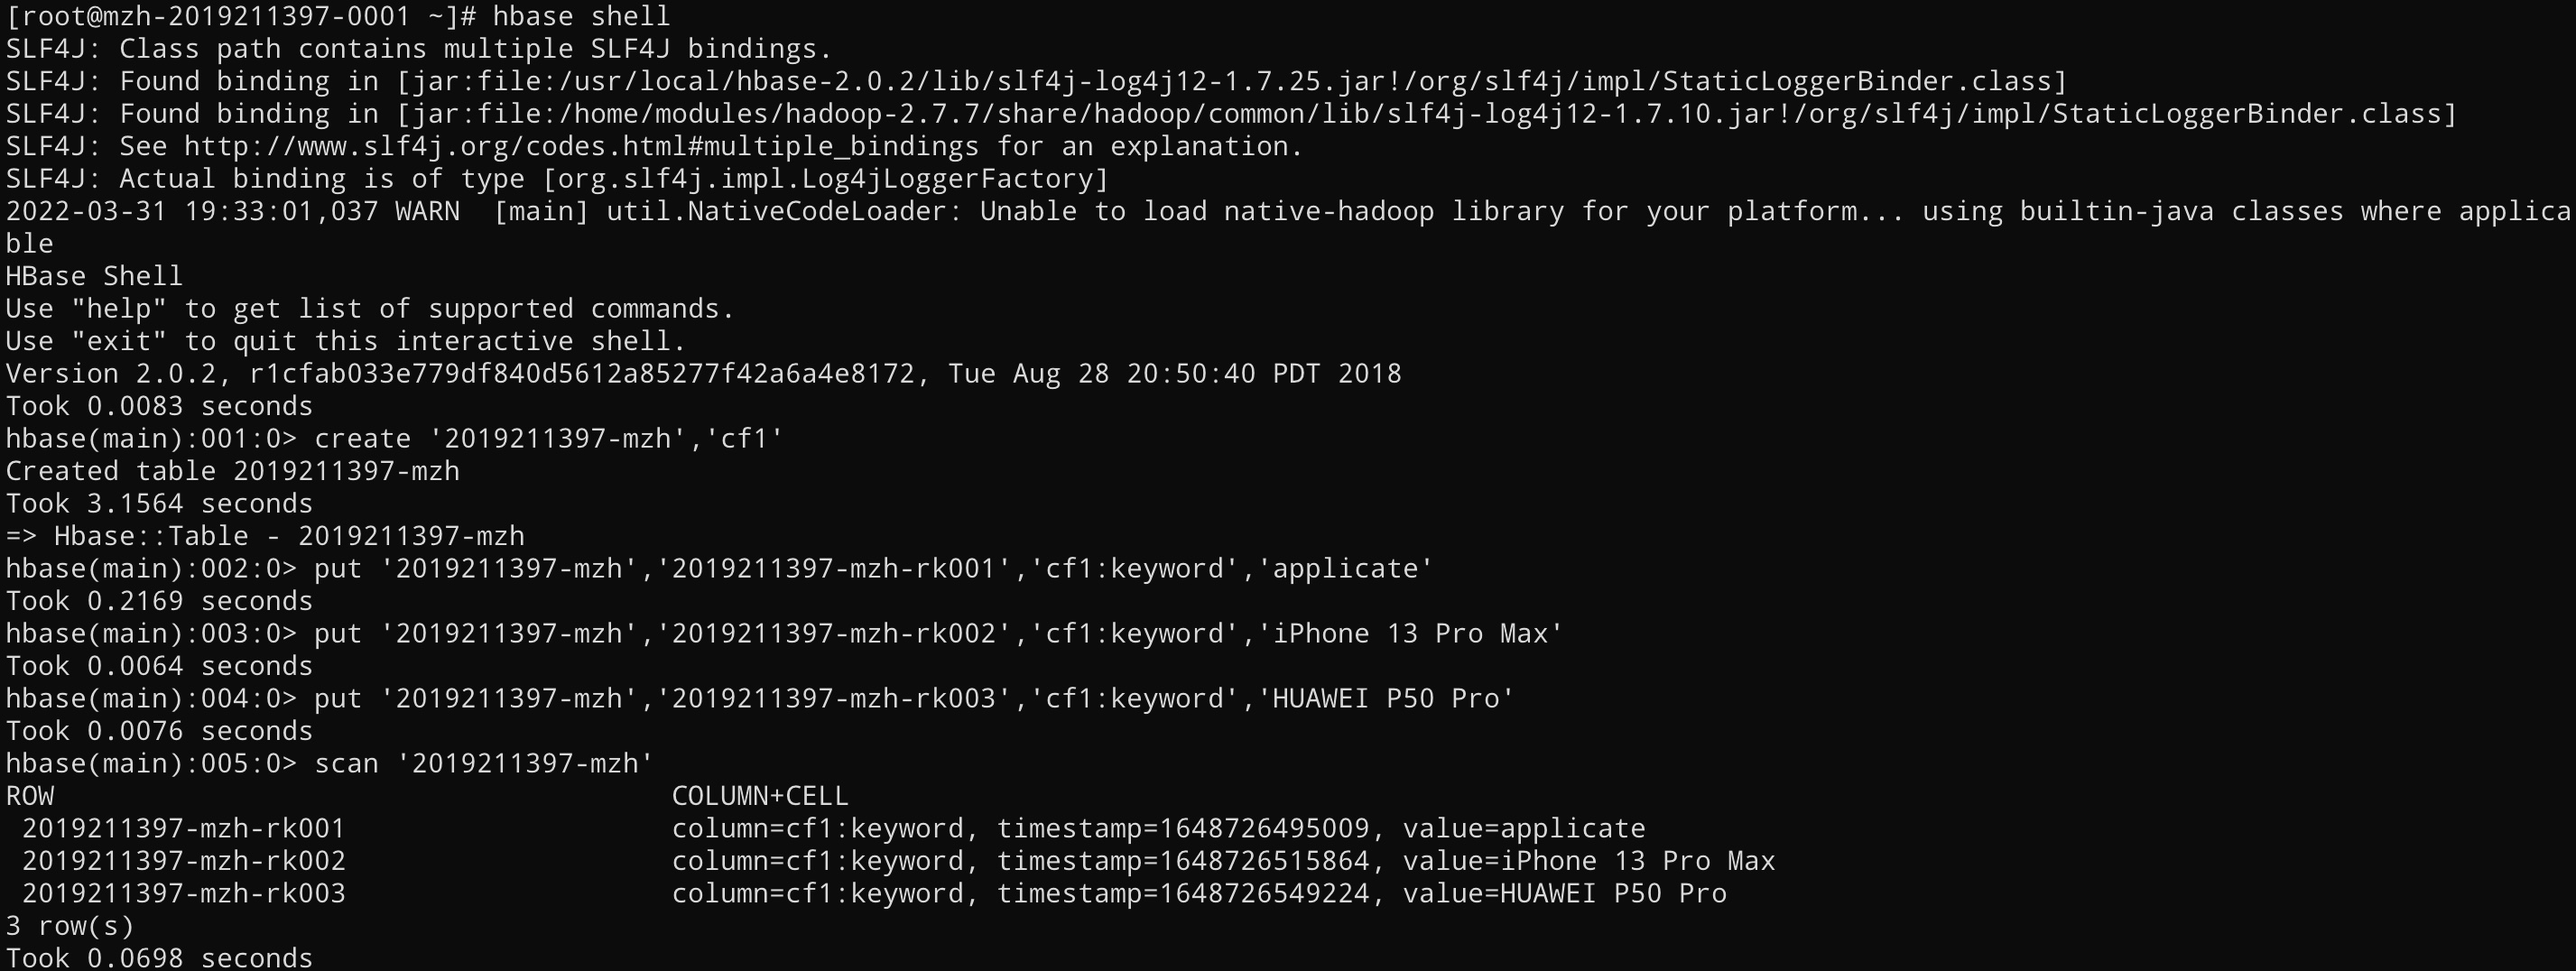 [root@mzh-2019211397-0001 ~]# hbase shell
SLF4J: Class path contains multiple SLF4J bindings.
SLF4J: Found binding in [jar:file:/usr/local/hbase-2.0.2/lib/slf4j-log4j12-1.7.25.jar!/org/slf4j/impl/StaticLoggerBinder.class]
SLF4J: Found binding in [jar:file:/home/modules/hadoop-2.7.7/share/hadoop/common/lib/slf4j-log4j12-1.7.10.jar!/org/slf4j/impl/StaticLoggerBinder.class]
SLF4J: See http://www.slf4j.org/codes.html#multiple_bindings for an explanation.
SLF4J: Actual binding is of type [org.slf4j.impl.Log4jLoggerFactory]
2022-03-31 19:33:01,037 WARN  [main] util.NativeCodeLoader: Unable to load native-hadoop library for your platform... using builtin-java classes where applica
ble
HBase Shell
Use "help" to get list of supported commands.
Use "exit" to quit this interactive shell.
Version 2.0.2, r1cfab033e779df840d5612a85277f42a6a4e8172, Tue Aug 28 20:50:40 PDT 2018
Took 0.0083 seconds
hbase(main):001:0> create '2019211397-mzh','cf1'
Created table 2019211397-mzh
Took 3.1564 seconds
=> Hbase::Table - 2019211397-mzh
hbase(main):002:0> put '2019211397-mzh','2019211397-mzh-rk001','cf1:keyword','applicate'
Took 0.2169 seconds
hbase(main):003:0> put '2019211397-mzh','2019211397-mzh-rk002','cf1:keyword','iPhone 13 Pro Max'
Took 0.0064 seconds
hbase(main):004:0> put '2019211397-mzh','2019211397-mzh-rk003','cf1:keyword','HUAWEI P50 Pro'
Took 0.0076 seconds
hbase(main):005:0> scan '2019211397-mzh'
ROW                                      COLUMN+CELL
 2019211397-mzh-rk001                    column=cf1:keyword, timestamp=1648726495009, value=applicate
 2019211397-mzh-rk002                    column=cf1:keyword, timestamp=1648726515864, value=iPhone 13 Pro Max
 2019211397-mzh-rk003                    column=cf1:keyword, timestamp=1648726549224, value=HUAWEI P50 Pro
3 row(s)
Took 0.0698 seconds